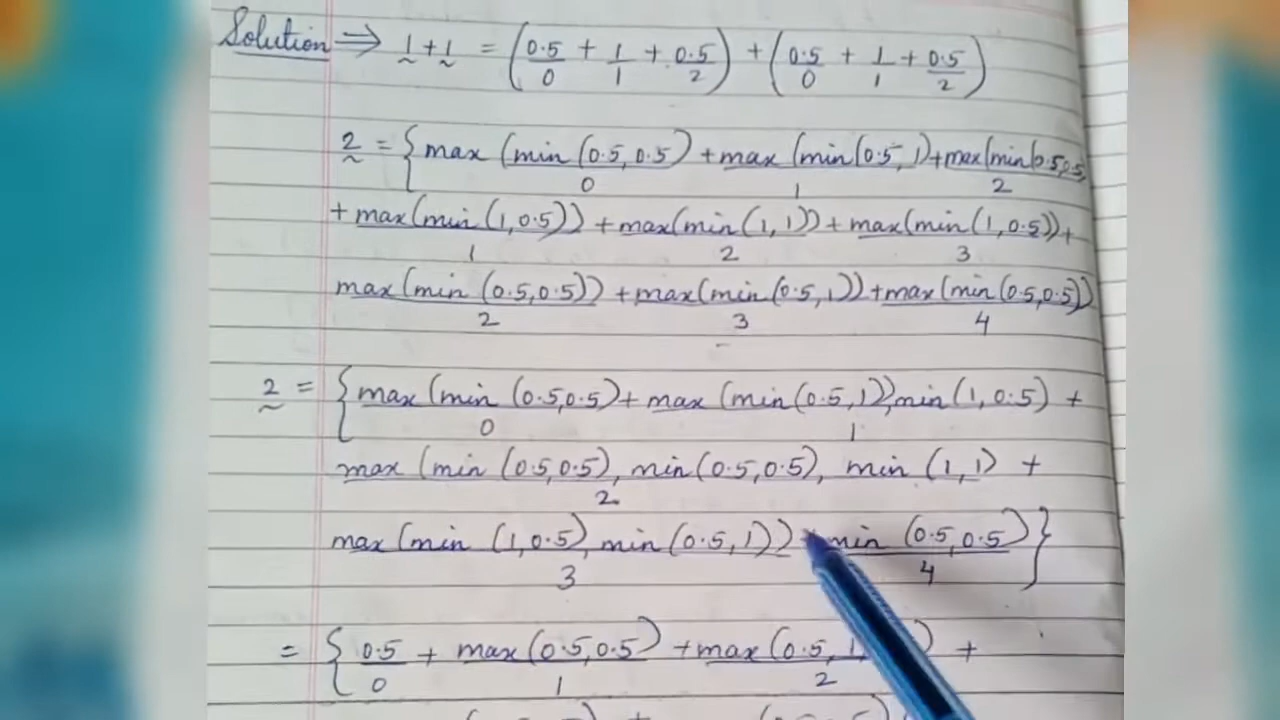 Solution ⇒ 1 + 1 = (0.5/0 + 1/1 + 0.5/2) + (0.5/0 + 1/1 + 0.5/2)
2 = { max (min (0.5, 0.5)/0 + max (min (0.5, 1)/1 + max (min (0.5, 0.5)/2
+ max (min (1, 0.5))/1 + max (min (1, 1))/2 + max (min (1, 0.5))/3 +
max (min (0.5, 0.5))/2 + max (min (0.5, 1))/3 + max (min (0.5, 0.5))/4
2 = { max (min (0.5, 0.5)/0 + max (min (0.5, 1)), min (1, 0.5)/1 +
max (min (0.5, 0.5), min (0.5, 0.5), min (1, 1)/2 +
max (min (1, 0.5), min (0.5, 1))/3 + min (0.5, 0.5)/4 }
= { 0.5/0 + max (0.5, 0.5)/1 + max (0.5, 1, )/2 +